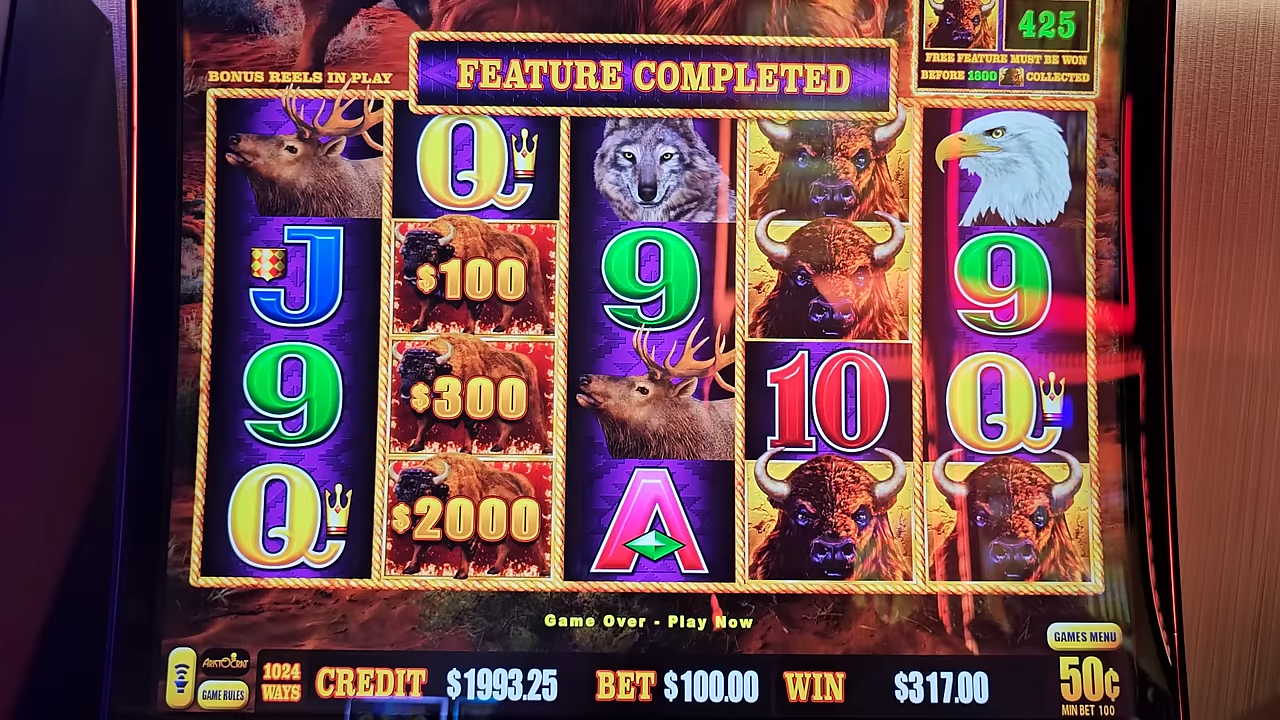 425
FREE FEATURE MUST BE WON
BEFORE 1800 COLLECTED
BONUS REELS IN PLAY
FEATURE COMPLETED
Q
J
$100
9
9
9
$300
10
Q
Q
$2000
A
Game Over - Play Now
GAMES MENU
ARISTOCRAT
GAME RULES
1024
WAYS
CREDIT $1993.25
BET $100.00
WIN $317.00
50¢
MIN BET 100